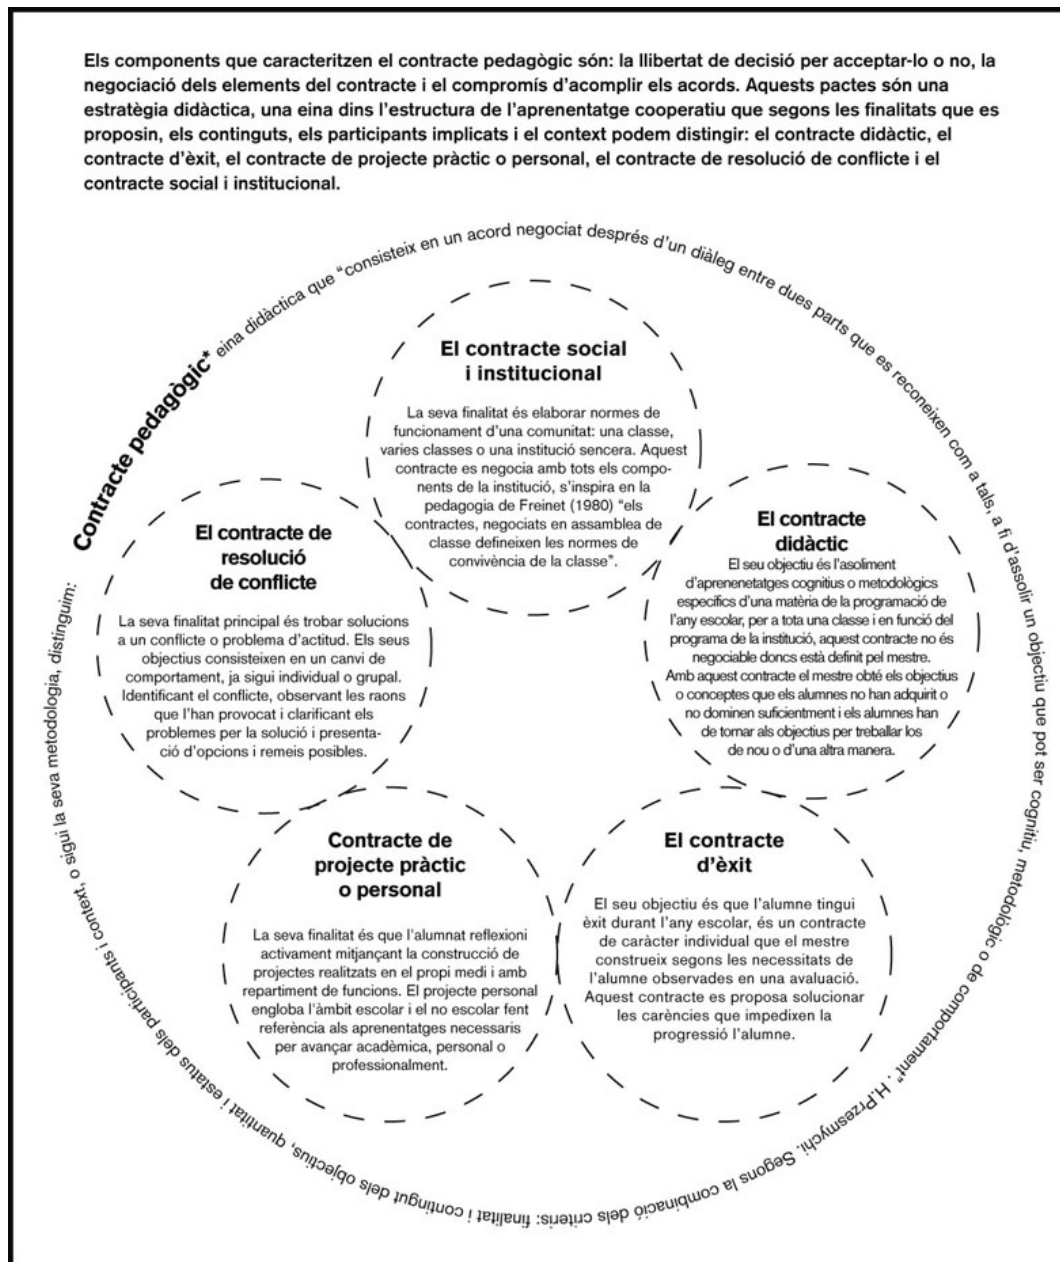 Els components que caracteritzen el contracte pedagògic són: la llibertat de decisió per acceptar-lo o no, la
negociació dels elements del contracte i el compromís d'acomplir els acords. Aquests pactes són una
estratègia didàctica, una eina dins l'estructura de l'aprenentatge cooperatiu que segons les finalitats que es
proposin, els continguts, els participants implicats i el context podem distingir: el contracte didàctic, el
contracte d'èxit, el contracte de projecte pràctic o personal, el contracte de resolució de conflicte i el
contracte social i institucional.
Contracte pedagògic* eina didàctica que "consisteix en un acord negociat després d'un diàleg entre dues parts que es reconeixen com a tals, a fi d'assolir un objectiu que pot ser cognitiu, metodològic o de comportament". H.Przesmychi. Segons la combinació dels criteris: finalitat i contingut dels objectius, quantitat i estatus dels participants i context, o sigui la seva metodologia, distinguim:
El contracte social
i institucional
La seva finalitat és elaborar normes de
funcionament d'una comunitat: una classe,
varies classes o una institució sencera. Aquest
contracte es negocia amb tots els compo-
nents de la institució, s'inspira en la
pedagogia de Freinet (1980) "els
contractes, negociats en assamblea de
classe defineixen les normes de
convivència de la classe".
El contracte de
resolució
de conflicte
La seva finalitat principal és trobar solucions
a un conflicte o problema d'actitud. Els seus
objectius consisteixen en un canvi de
comportament, ja sigui individual o grupal.
Identificant el conflicte, observant les raons
que l'han provocat i clarificant els
problemes per la solució i presenta-
ció d'opcions i remeis posibles.
El contracte
didàctic
El seu objectiu és l'asoliment
d'aprenenetatges cognitius o metodològics
específics d'una matèria de la programació de
l'any escolar, per a tota una classe i en funció del
programa de la institució, aquest contracte no és
negociable doncs està definit pel mestre.
Amb aquest contracte el mestre obté els objectius
o conceptes que els alumnes no han adquirit o
no dominen suficientment i els alumnes han
de tornar als objectius per treballar los
de nou o d'una altra manera.
Contracte de
projecte pràctic
o personal
La seva finalitat és que l'alumnat reflexioni
activament mitjançant la construcció de
projectes realitzats en el propi medi i amb
repartiment de funcions. El projecte personal
engloba l'àmbit escolar i el no escolar fent
referència als aprenentatges necessaris
per avançar acadèmica, personal o
professionalment.
El contracte
d'èxit
El seu objectiu és que l'alumne tingui
èxit durant l'any escolar, és un contracte
de caràcter individual que el mestre
construeix segons les necessitats de
l'alumne observades en una avaluació.
Aquest contracte es proposa solucionar
les carències que impedixen la
progressió l'alumne.